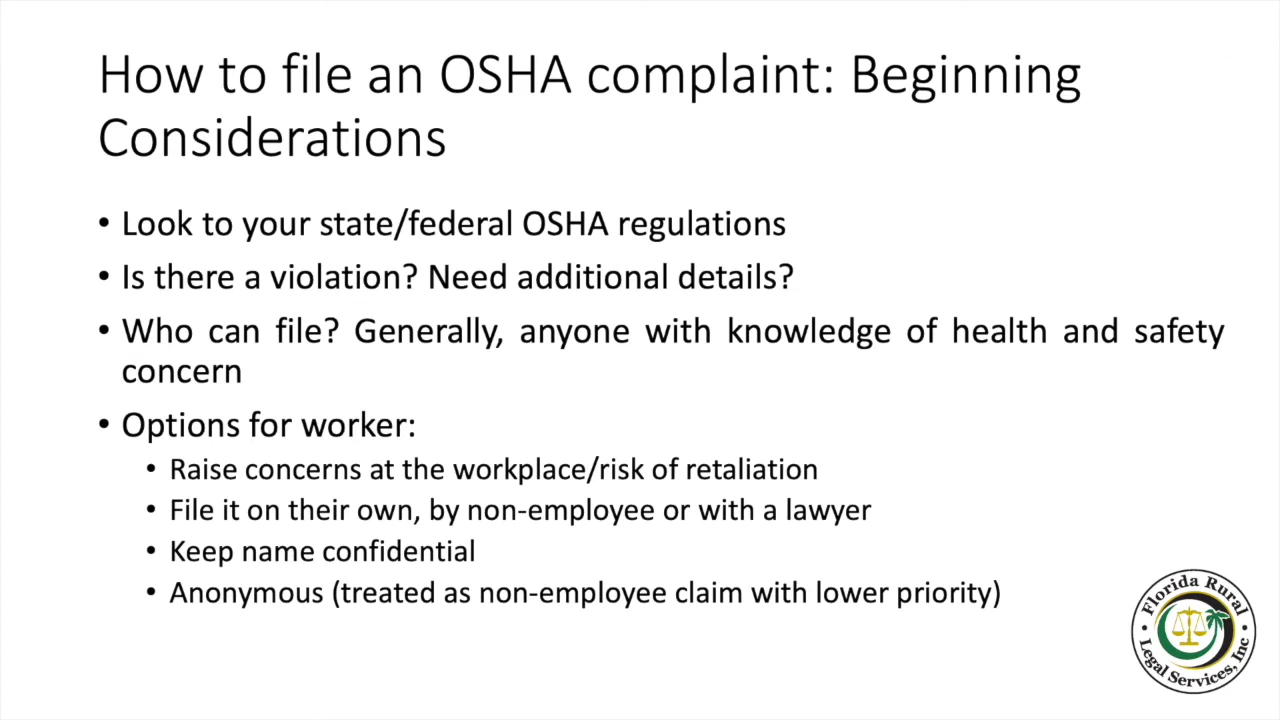 How to file an OSHA complaint: Beginning
Considerations
• Look to your state/federal OSHA regulations
• Is there a violation? Need additional details?
• Who can file? Generally, anyone with knowledge of health and safety
concern
• Options for worker:
• Raise concerns at the workplace/risk of retaliation
• File it on their own, by non-employee or with a lawyer
• Keep name confidential
• Anonymous (treated as non-employee claim with lower priority)
Florida Rural
Legal Services, Inc